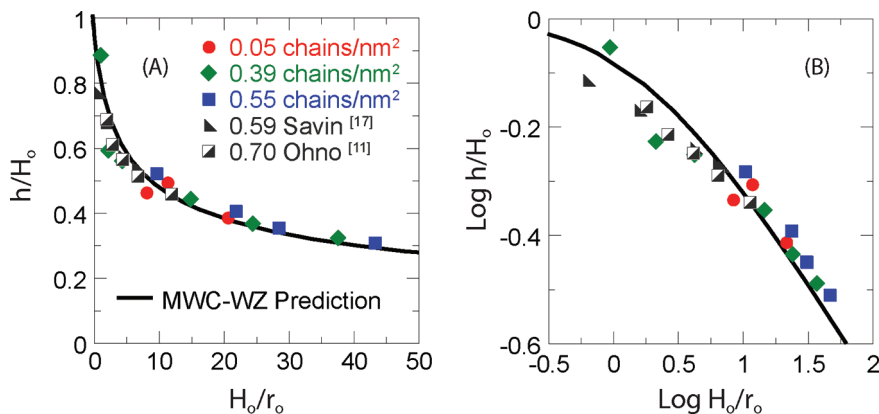 (A)
0.05 chains/nm²
0.39 chains/nm²
0.55 chains/nm²
0.59 Savin [17]
0.70 Ohno [11]
MWC-WZ Prediction
h/Hₒ
1
0.8
0.6
0.4
0.2
0
0
10
20
30
40
50
Hₒ/rₒ
(B)
Log h/Hₒ
-0
-0.2
-0.4
-0.6
-0.5
0
0.5
1
1.5
2
Log Hₒ/rₒ